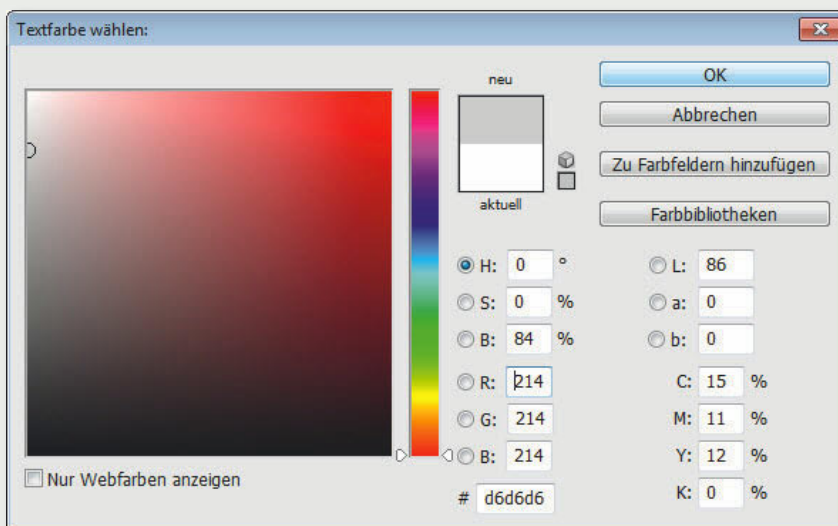 Textfarbe wählen:
neu
aktuell
OK
Abbrechen
Zu Farbfeldern hinzufügen
Farbbibliotheken
H: 0 °
S: 0 %
B: 84 %
R: 214
G: 214
B: 214
# d6d6d6
L: 86
a: 0
b: 0
C: 15 %
M: 11 %
Y: 12 %
K: 0 %
Nur Webfarben anzeigen